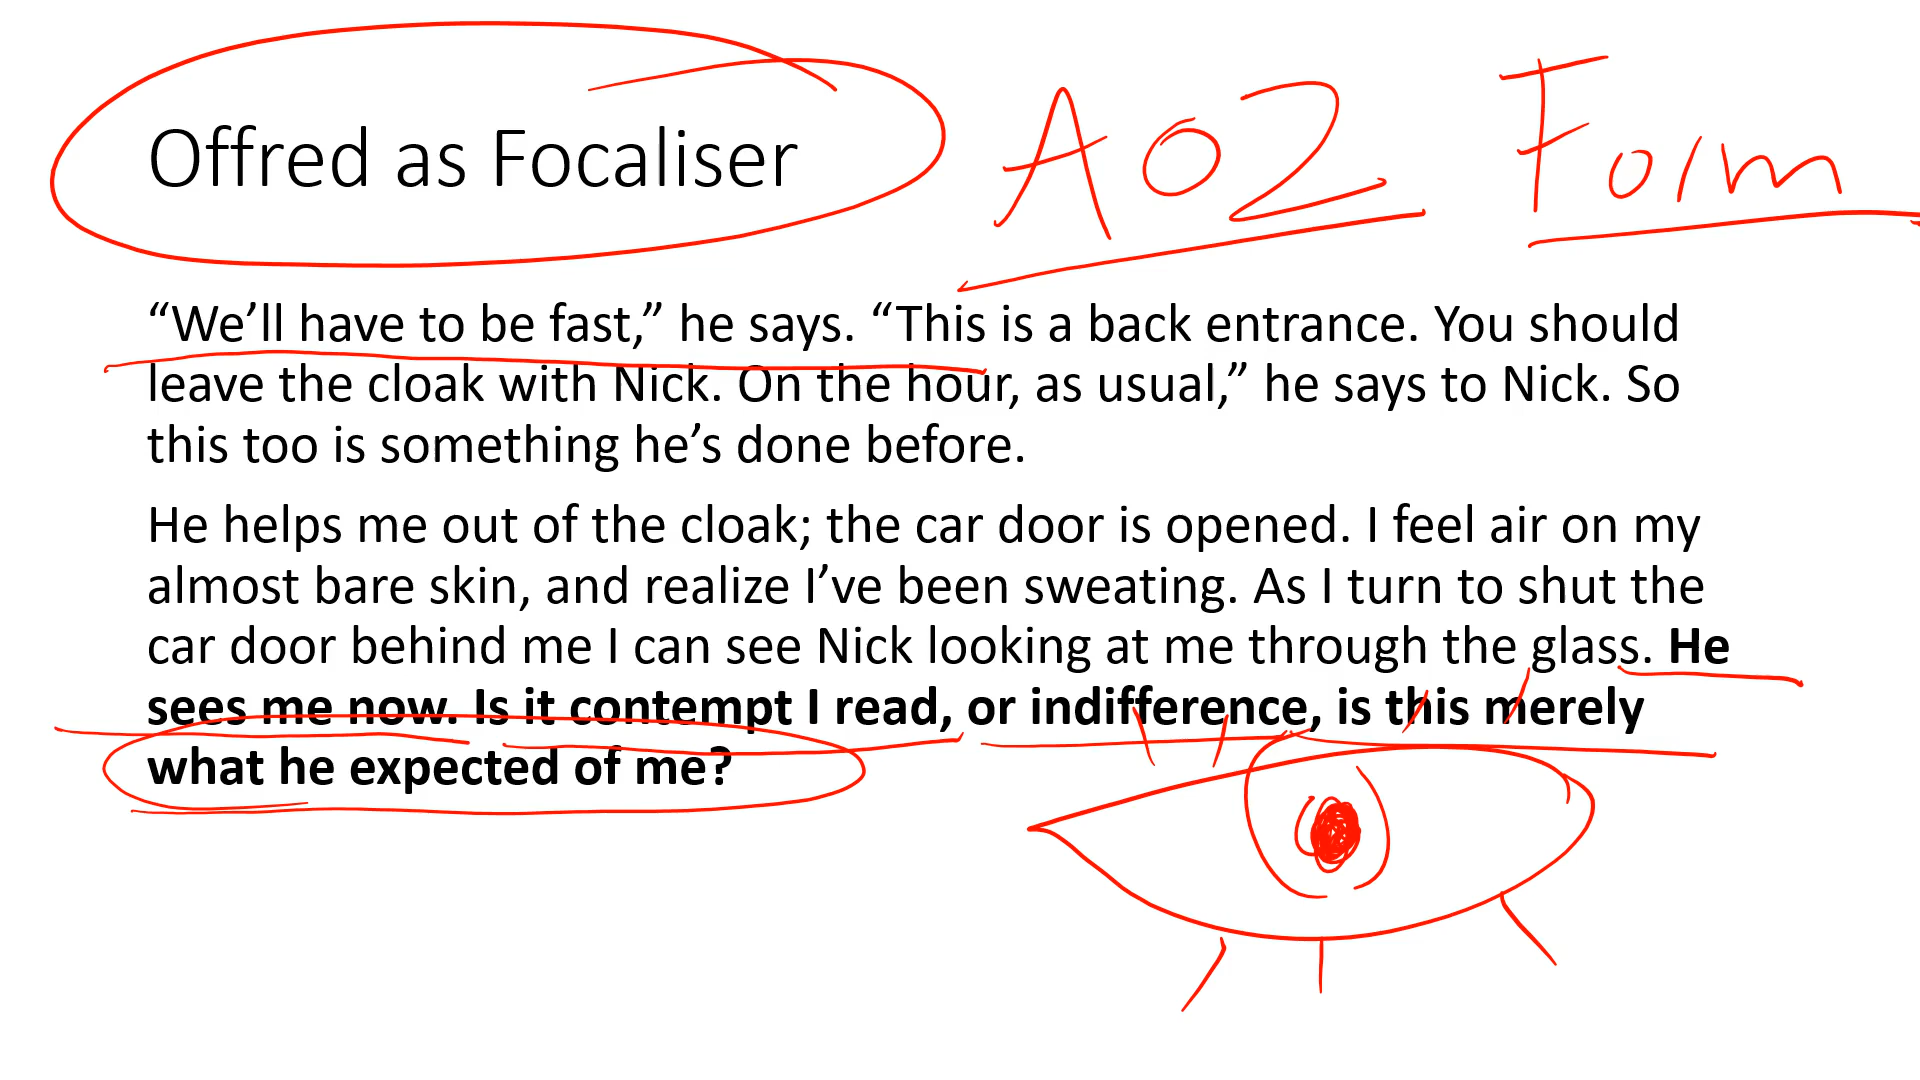 Offred as Focaliser
AO2 Form
“We’ll have to be fast,” he says. “This is a back entrance. You should
leave the cloak with Nick. On the hour, as usual,” he says to Nick. So
this too is something he’s done before.
He helps me out of the cloak; the car door is opened. I feel air on my
almost bare skin, and realize I’ve been sweating. As I turn to shut the
car door behind me I can see Nick looking at me through the glass. He
sees me now. Is it contempt I read, or indifference, is this merely
what he expected of me?